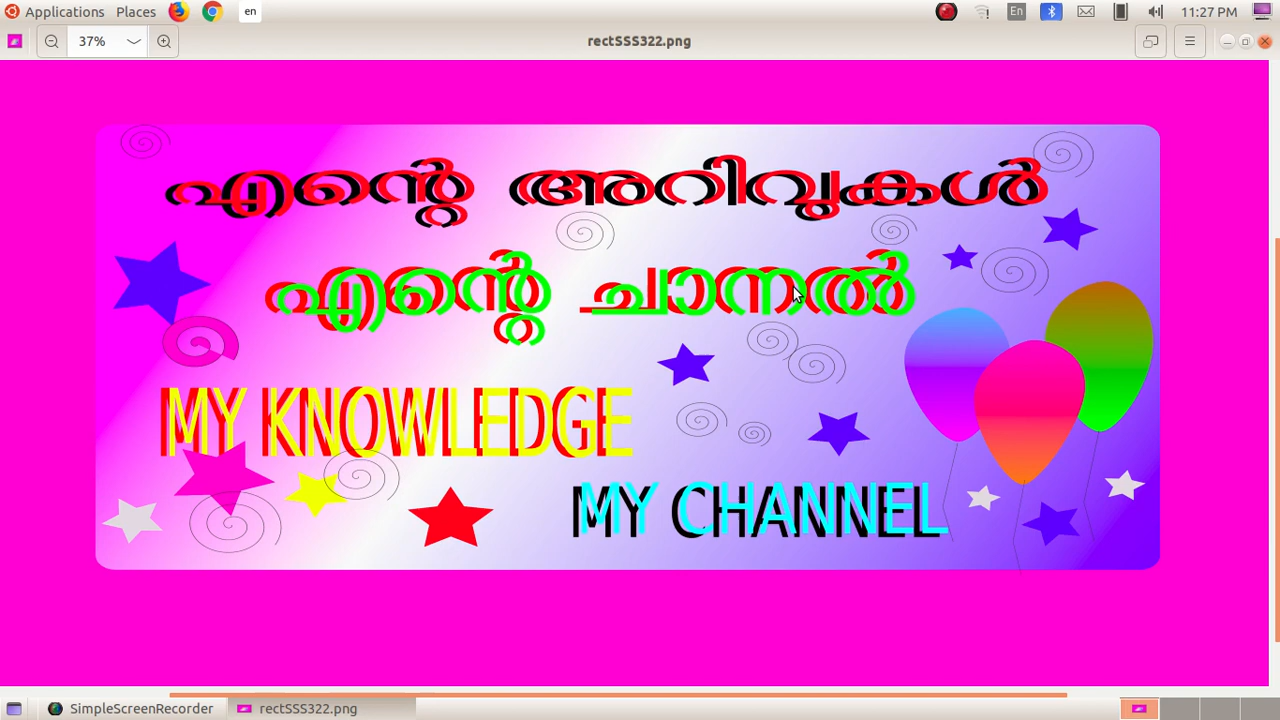 Applications Places en En 11:27 PM
37% rectSSS322.png
എന്റെ അറിവുകൾ
എന്റെ ചാനൽ
MY KNOWLEDGE
MY CHANNEL
SimpleScreenRecorder rectSSS322.png